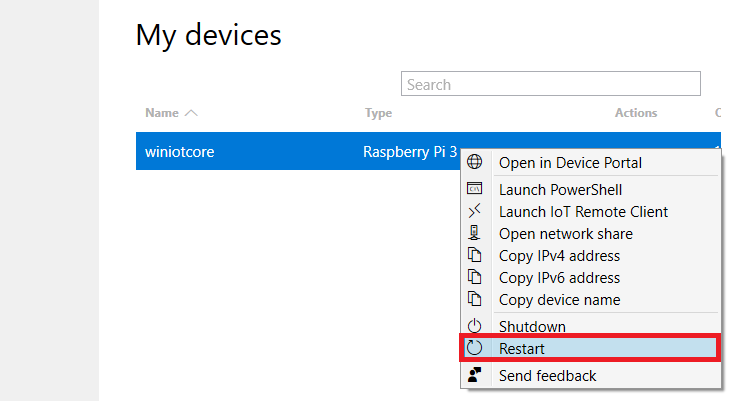 My devices
Search
Name Type Actions
winiotcore Raspberry Pi 3
Open in Device Portal
Launch PowerShell
Launch IoT Remote Client
Open network share
Copy IPv4 address
Copy IPv6 address
Copy device name
Shutdown
Restart
Send feedback